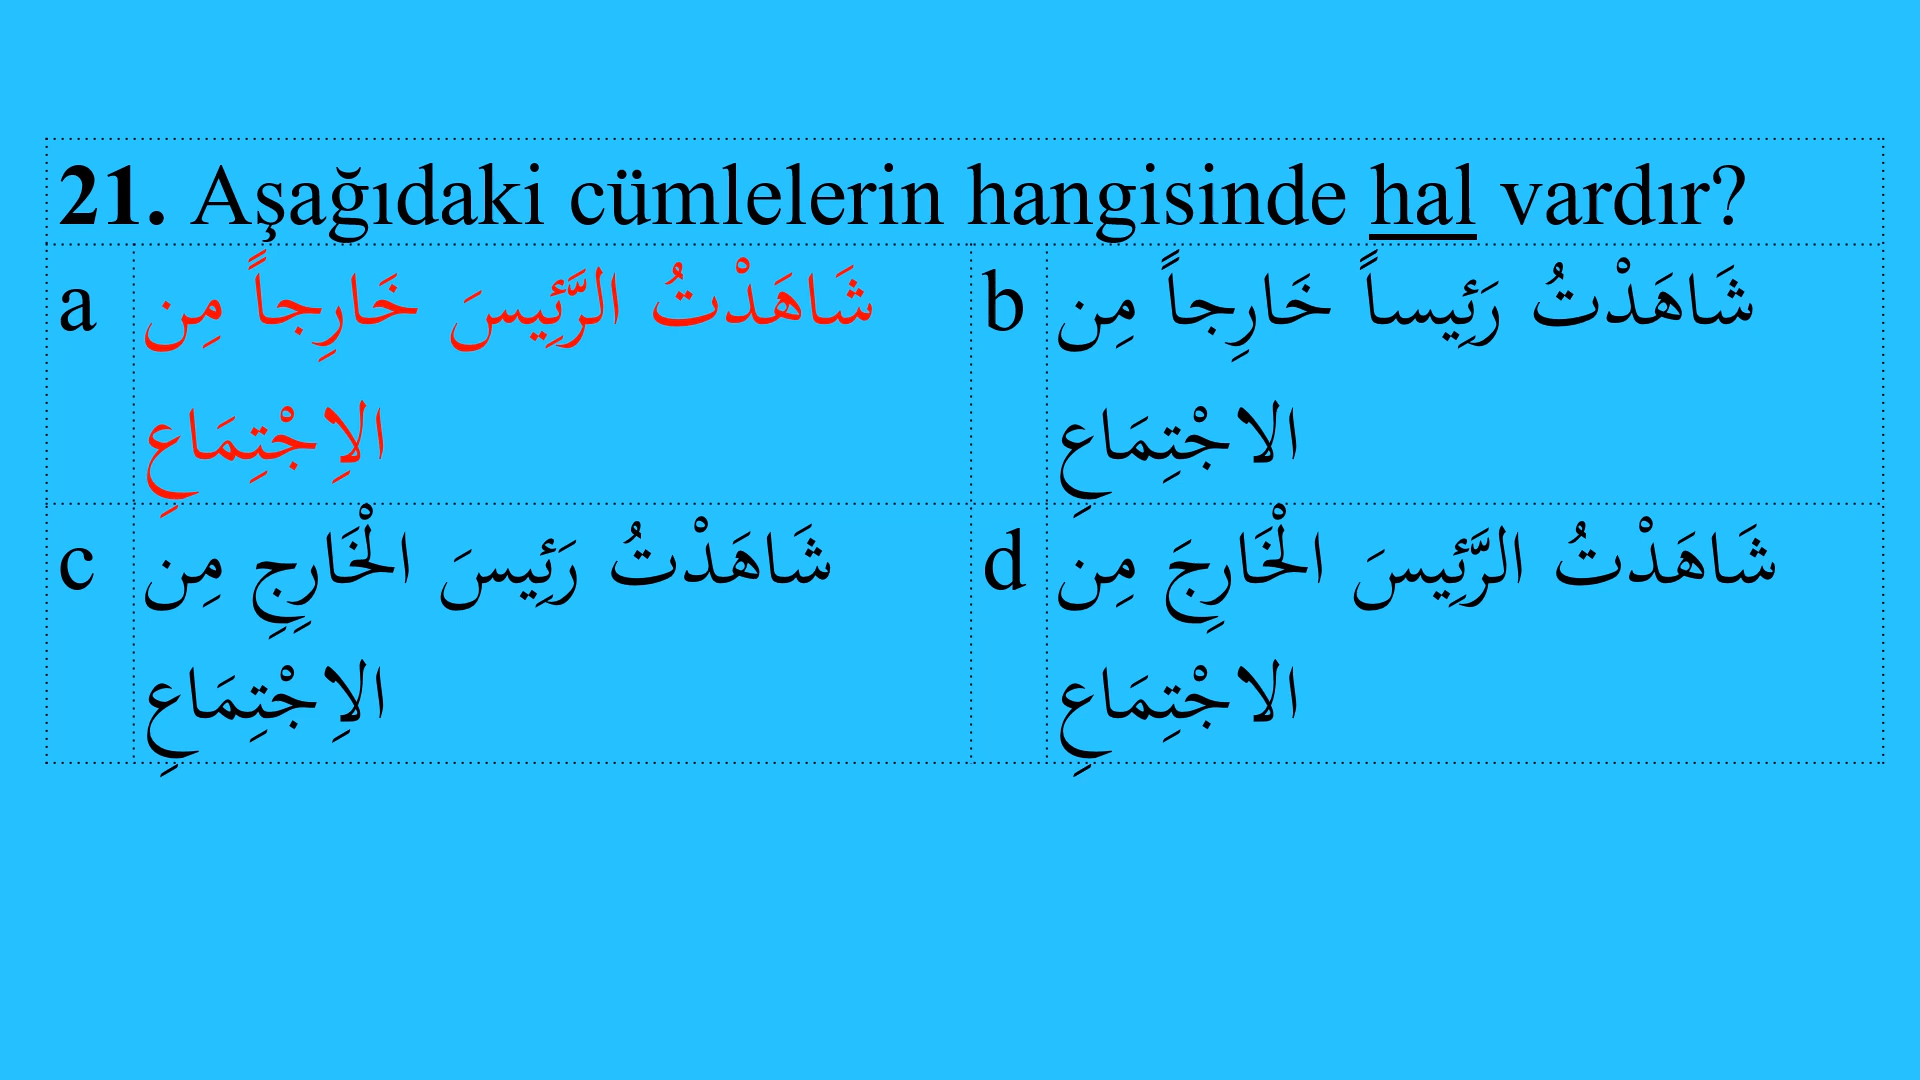 21. Aşağıdaki cümlelerin hangisinde hal vardır?
a
شَاهَدْتُ الرَّئِيسَ خَارِجاً مِن
الاِجْتِمَاعِ
b
شَاهَدْتُ رَئِيساً خَارِجاً مِن
الاجْتِمَاعِ
c
شَاهَدْتُ رَئِيسَ الْخَارِجِ مِن
الاِجْتِمَاعِ
d
شَاهَدْتُ الرَّئِيسَ الْخَارِجَ مِن
الاجْتِمَاعِ